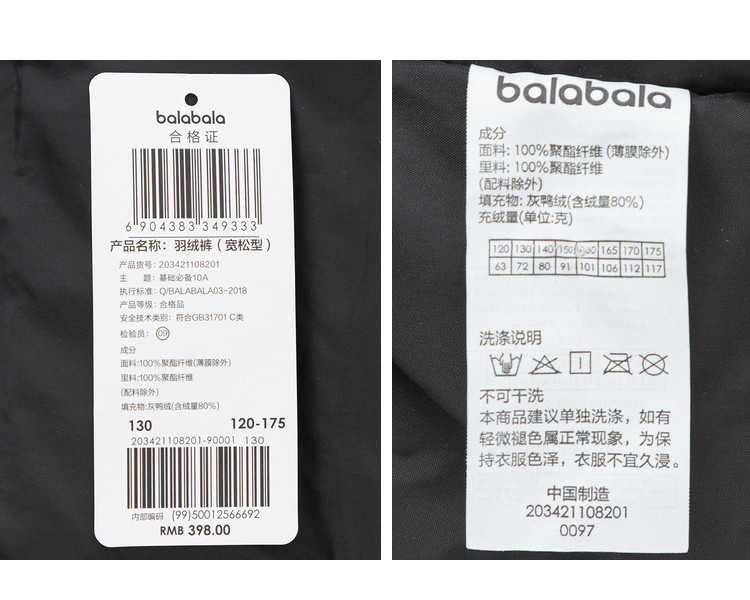 balabala
合格证
6 904383 349333
产品名称：羽绒裤（宽松型）
产品货号：203421108201
主 题：基础必备10A
执行标准：Q/BALABALA03-2018
产品等级：合格品
安全技术类别：符合GB31701 C类
检验员：09
成分
面料:100%聚酯纤维(薄膜除外)
里料:100%聚酯纤维
(配料除外)
填充物:灰鸭绒(含绒量80%)
130 120-175
203421108201-90001 130
内部编码 (99)50012566692
RMB 398.00
balabala
成分
面料: 100%聚酯纤维 (薄膜除外)
里料: 100%聚酯纤维
(配料除外)
填充物: 灰鸭绒(含绒量80%)
充绒量(单位:克)
120 130 140 150 165 170 175
63 72 80 91 101 106 112 117
洗涤说明
不可干洗
本商品建议单独洗涤，如有
轻微褪色属正常现象，为保
持衣服色泽，衣服不宜久浸。
中国制造
203421108201
0097